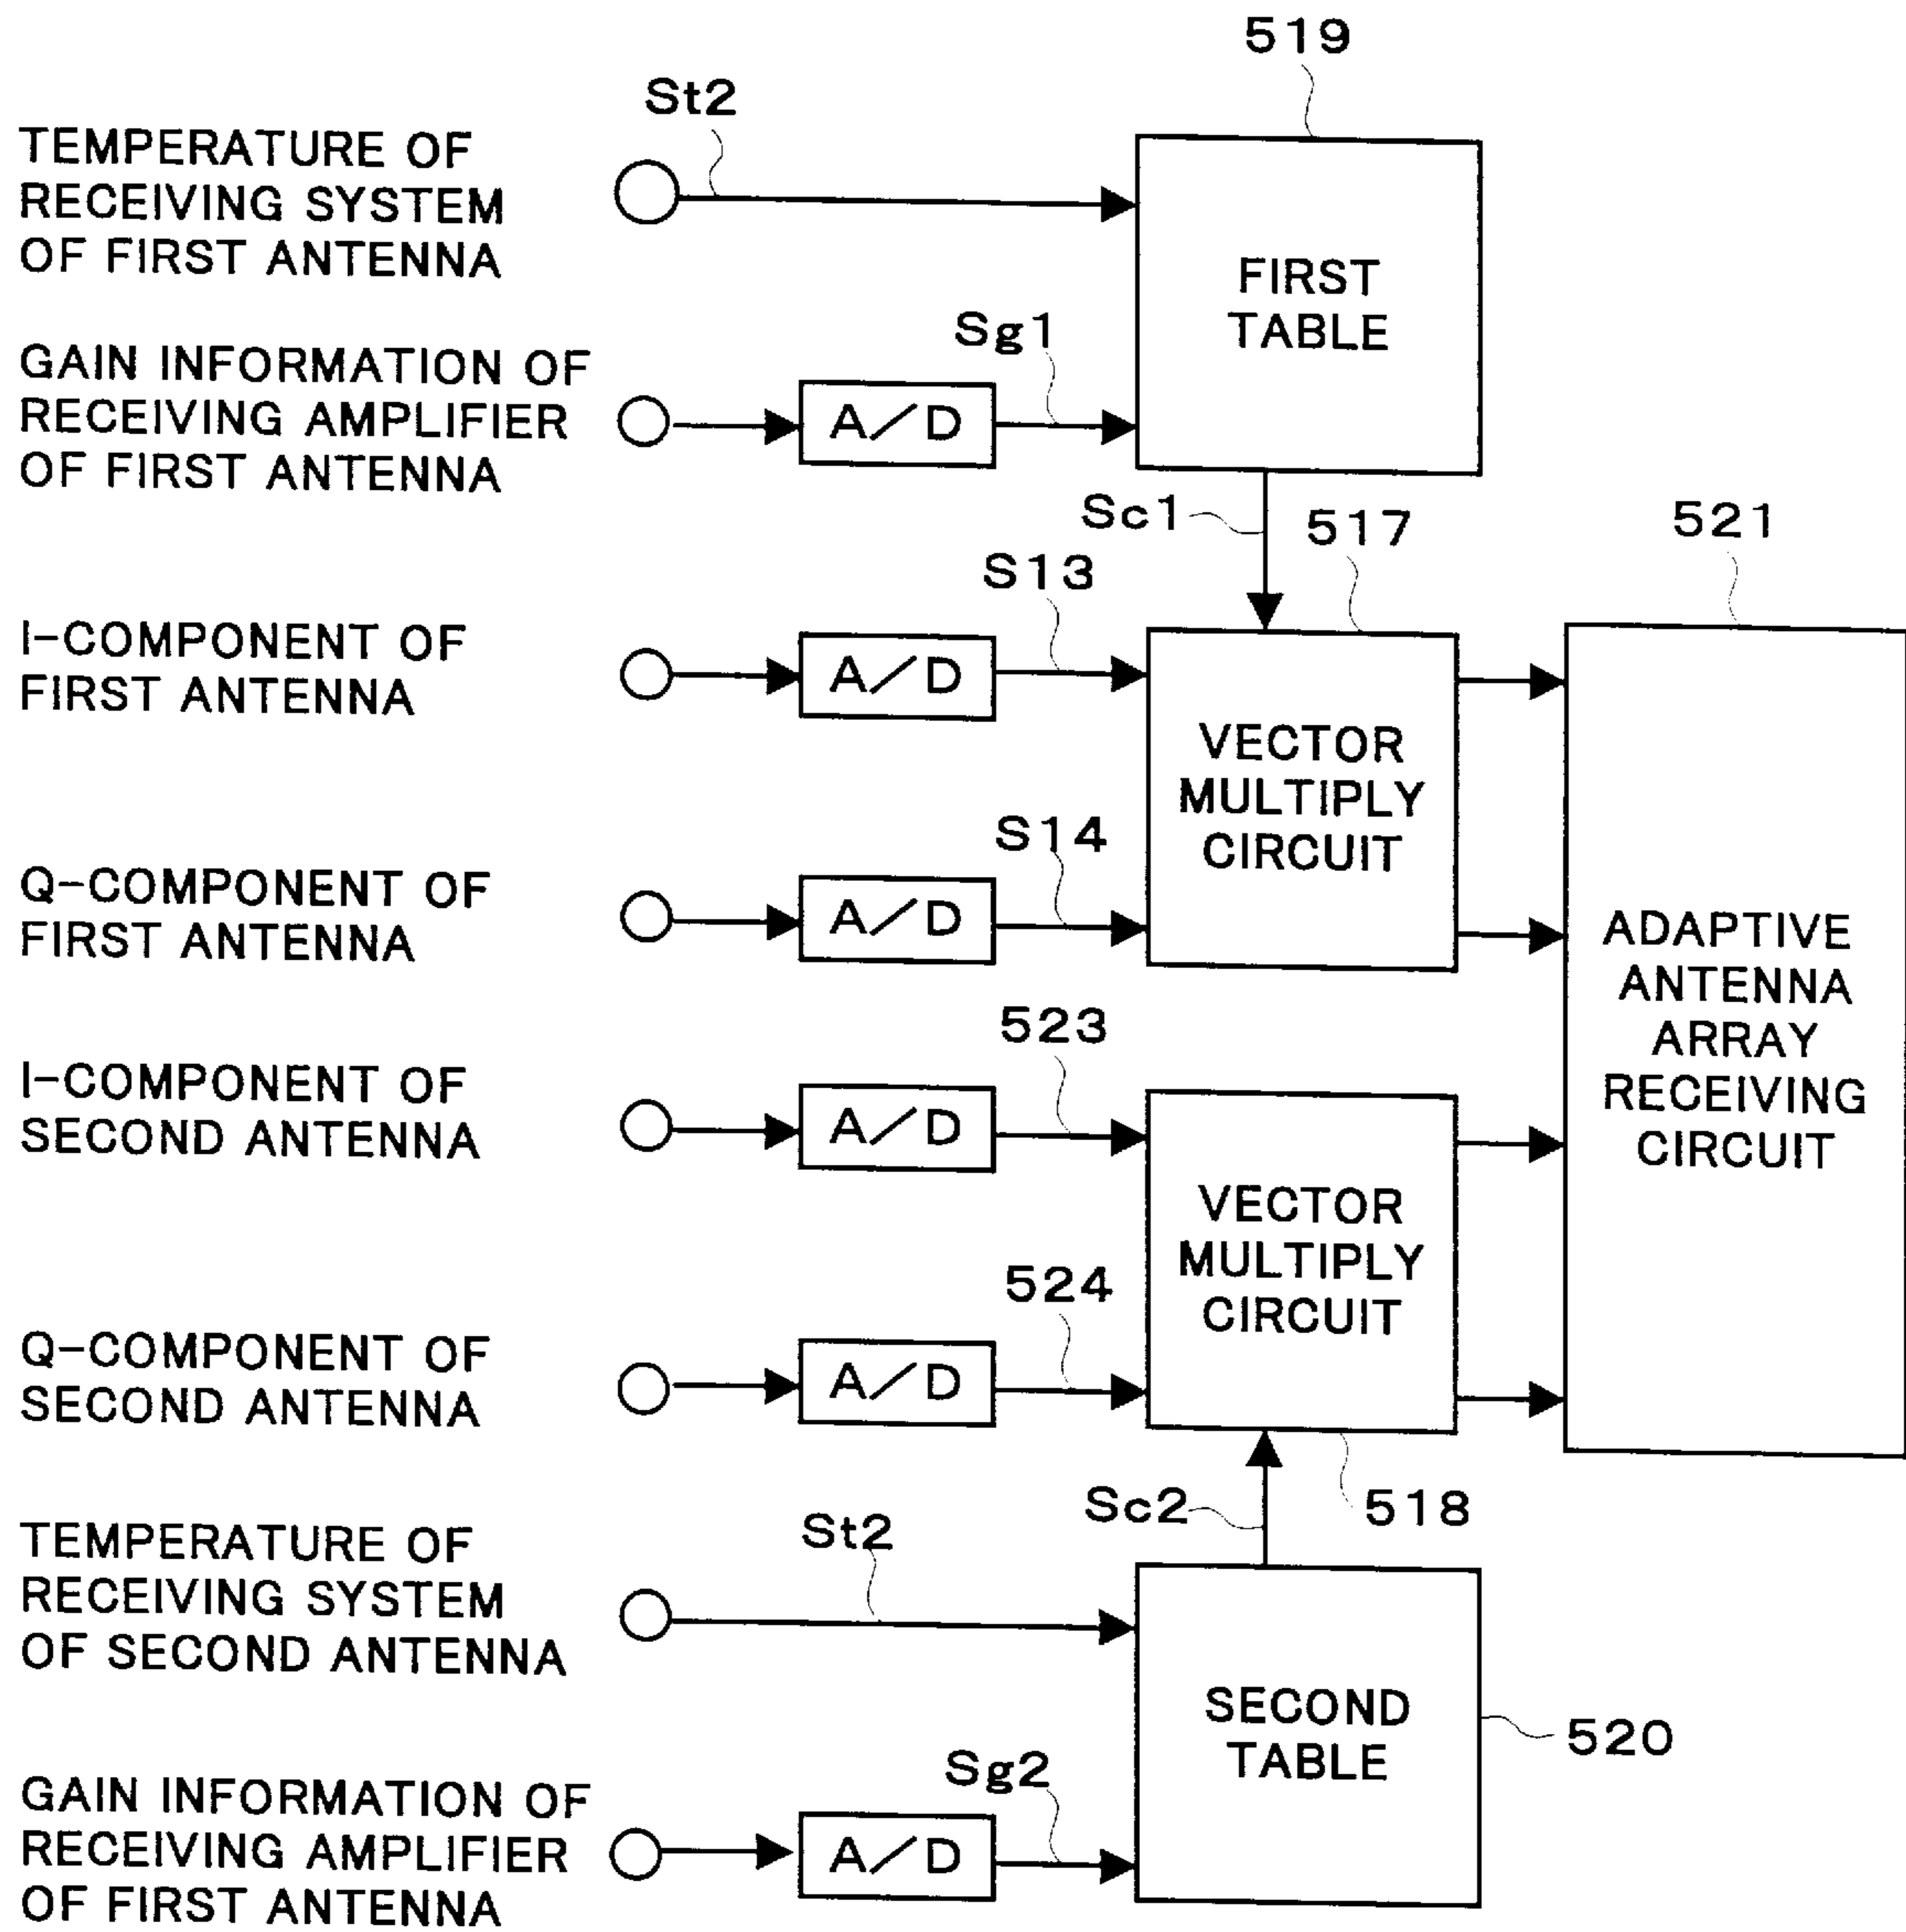 519
St2
TEMPERATURE OF
RECEIVING SYSTEM
OF FIRST ANTENNA
FIRST
TABLE
Sg1
GAIN INFORMATION OF
RECEIVING AMPLIFIER
OF FIRST ANTENNA
A/D
Sc1
517
521
S13
I-COMPONENT OF
FIRST ANTENNA
A/D
VECTOR
MULTIPLY
CIRCUIT
S14
Q-COMPONENT OF
FIRST ANTENNA
A/D
ADAPTIVE
ANTENNA
ARRAY
RECEIVING
CIRCUIT
523
I-COMPONENT OF
SECOND ANTENNA
A/D
VECTOR
MULTIPLY
CIRCUIT
524
Q-COMPONENT OF
SECOND ANTENNA
A/D
Sc2
518
St2
TEMPERATURE OF
RECEIVING SYSTEM
OF SECOND ANTENNA
SECOND
TABLE
520
Sg2
GAIN INFORMATION OF
RECEIVING AMPLIFIER
OF FIRST ANTENNA
A/D